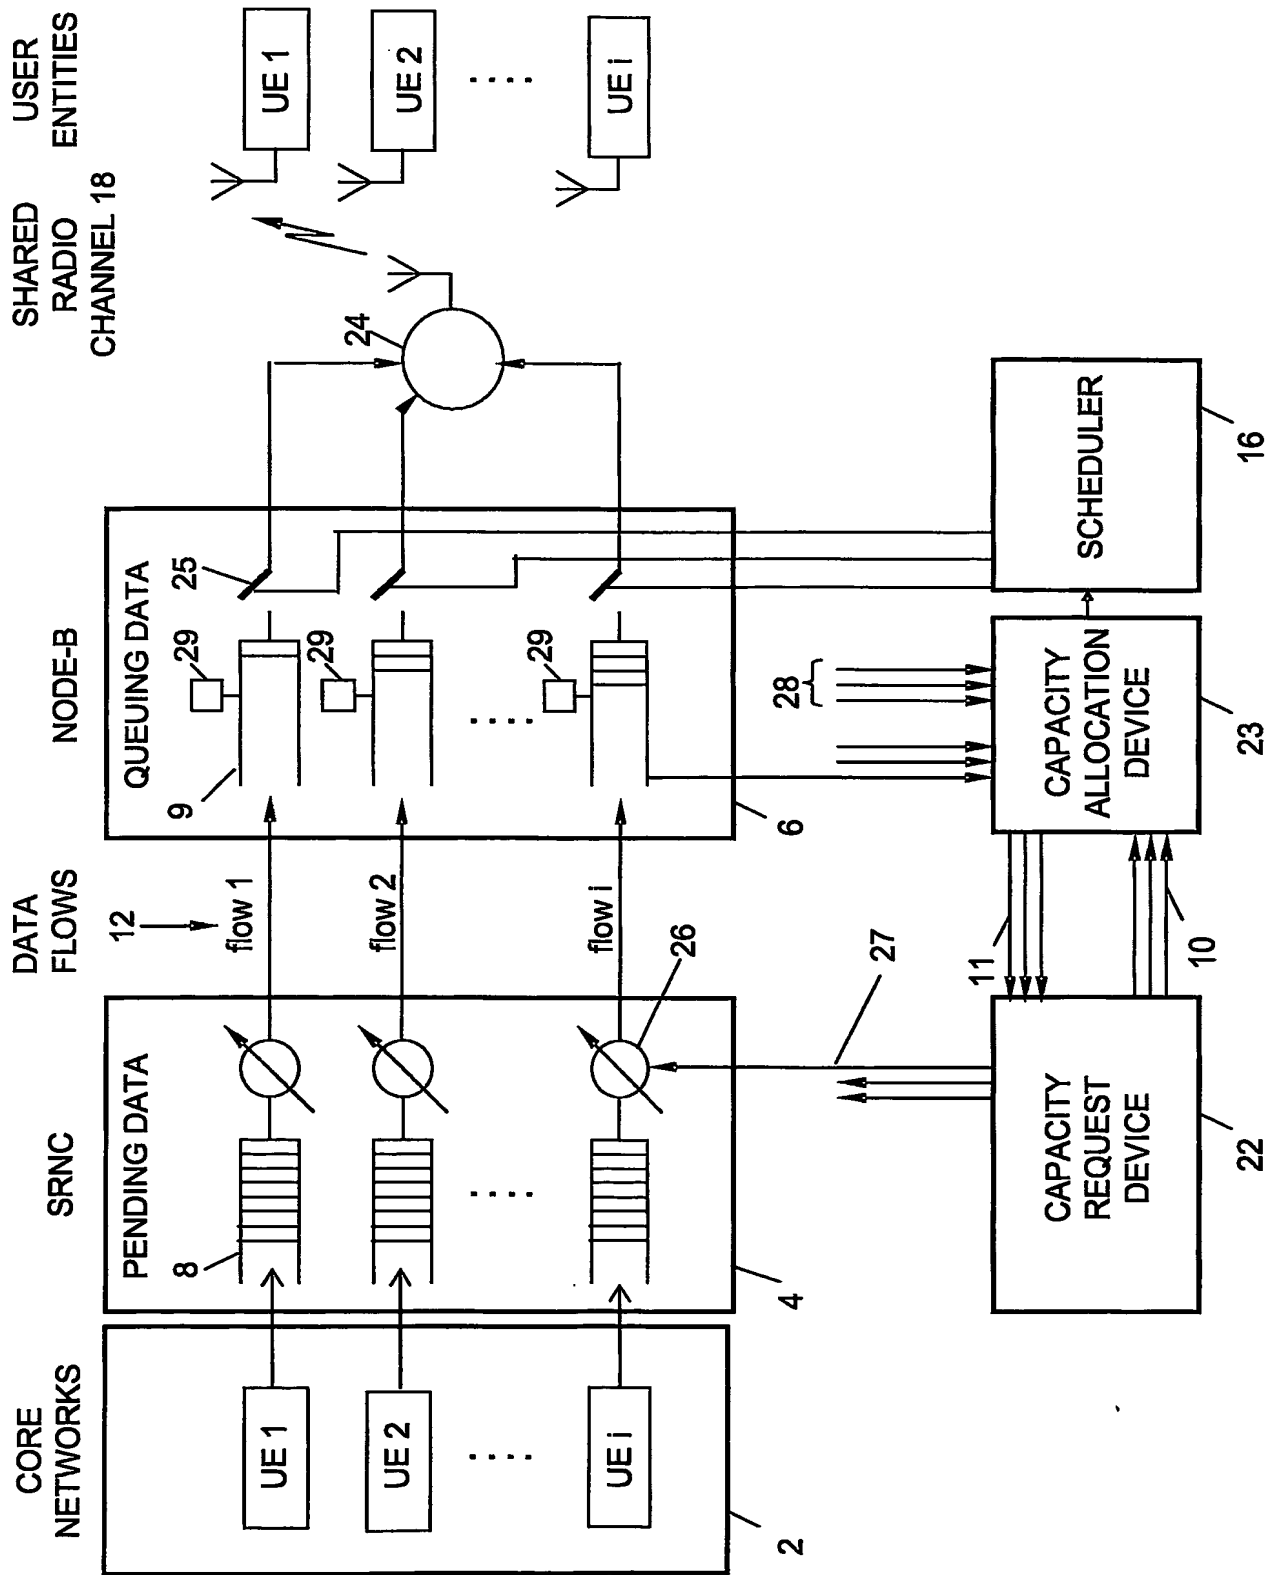 CORE
NETWORKS
SRNC
DATA
FLOWS
NODE-B
SHARED
RADIO
CHANNEL 18
USER
ENTITIES
UE 1
UE 2
....
UE i
2
PENDING DATA
8
....
4
12
flow 1
flow 2
flow i
26
27
QUEUING DATA
9
29
29
....
29
25
6
28
24
UE 1
UE 2
....
UE i
CAPACITY
REQUEST
DEVICE
22
11
10
CAPACITY
ALLOCATION
DEVICE
23
SCHEDULER
16